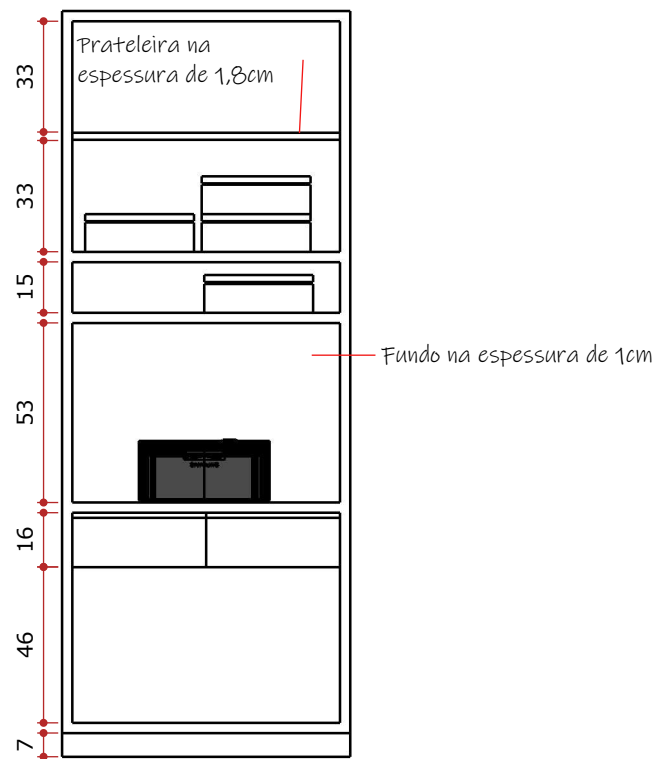 Prateleira na
espessura de 1,8cm
33
33
15
Fundo na espessura de 1cm
53
16
46
7